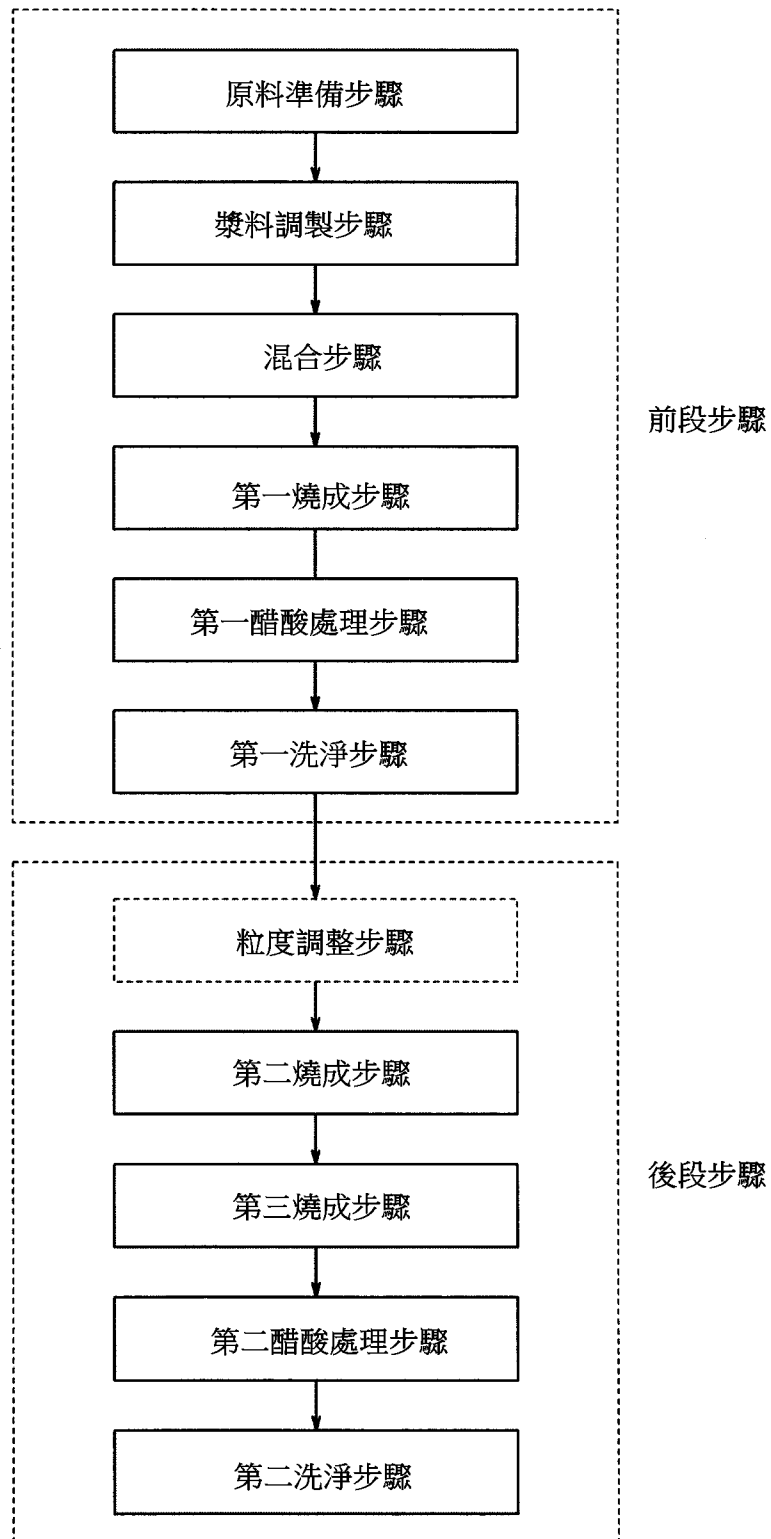 原料準備步驟
漿料調製步驟
混合步驟
前段步驟
第一燒成步驟
第一醋酸處理步驟
第一洗淨步驟
粒度調整步驟
第二燒成步驟
後段步驟
第三燒成步驟
第二醋酸處理步驟
第二洗淨步驟